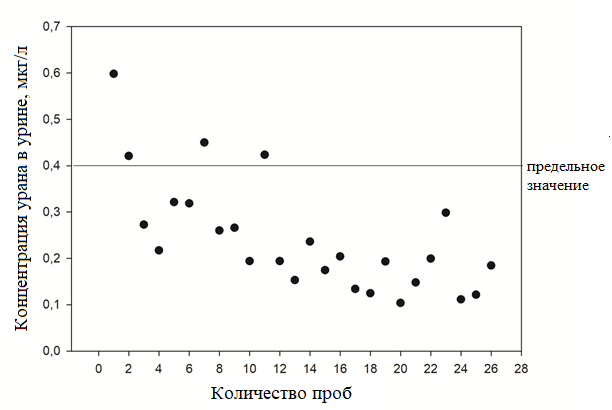 Концентрация урана в урине, мкг/л
0,7
0,6
0,5
0,4
0,3
0,2
0,1
0,0
предельное
значение
0 2 4 6 8 10 12 14 16 18 20 22 24 26 28
Количество проб